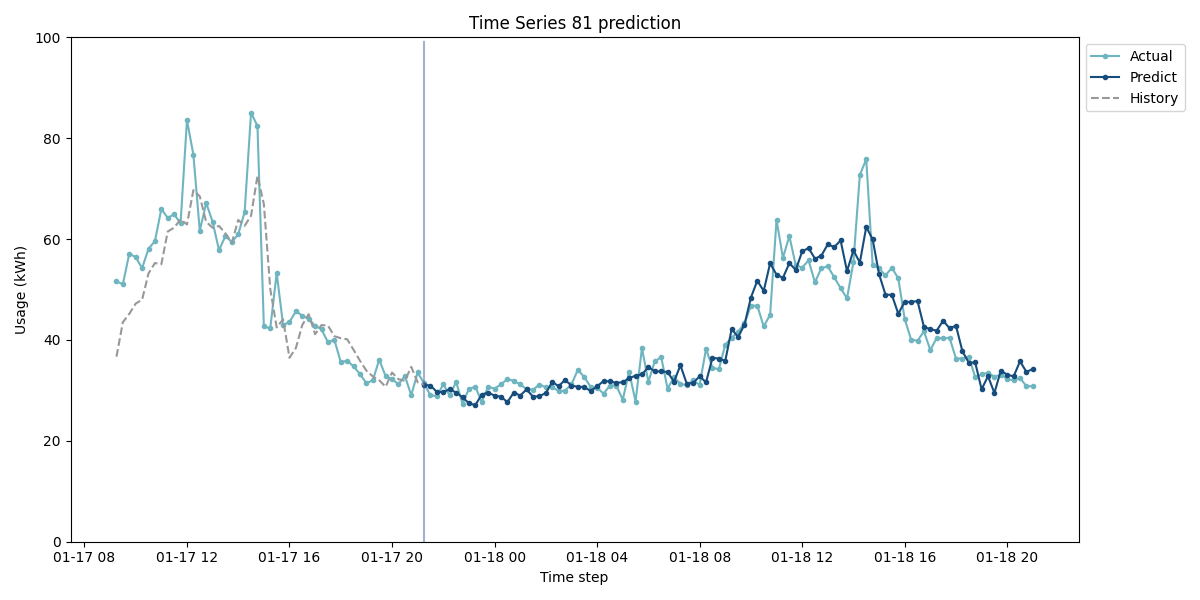 Time Series 81 prediction
Actual
Predict
History
Usage (kWh)
100
80
60
40
20
0
01-17 08
01-17 12
01-17 16
01-17 20
01-18 00
01-18 04
01-18 08
01-18 12
01-18 16
01-18 20
Time step